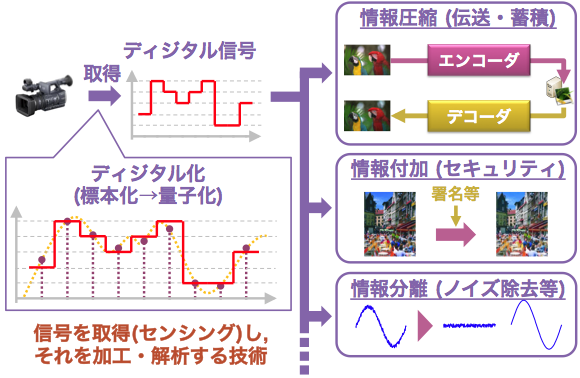 ディジタル信号
取得
ディジタル化
(標本化→量子化)
信号を取得(センシング)し,
それを加工・解析する技術
情報圧縮 (伝送・蓄積)
エンコーダ
デコーダ
情報付加 (セキュリティ)
署名等
情報分離 (ノイズ除去等)